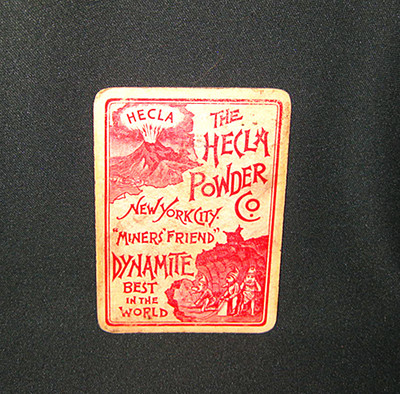 HECLA
THE
HECLA
POWDER
CO
NEW YORK CITY.
"MINERS' FRIEND"
DYNAMITE
BEST
IN THE
WORLD